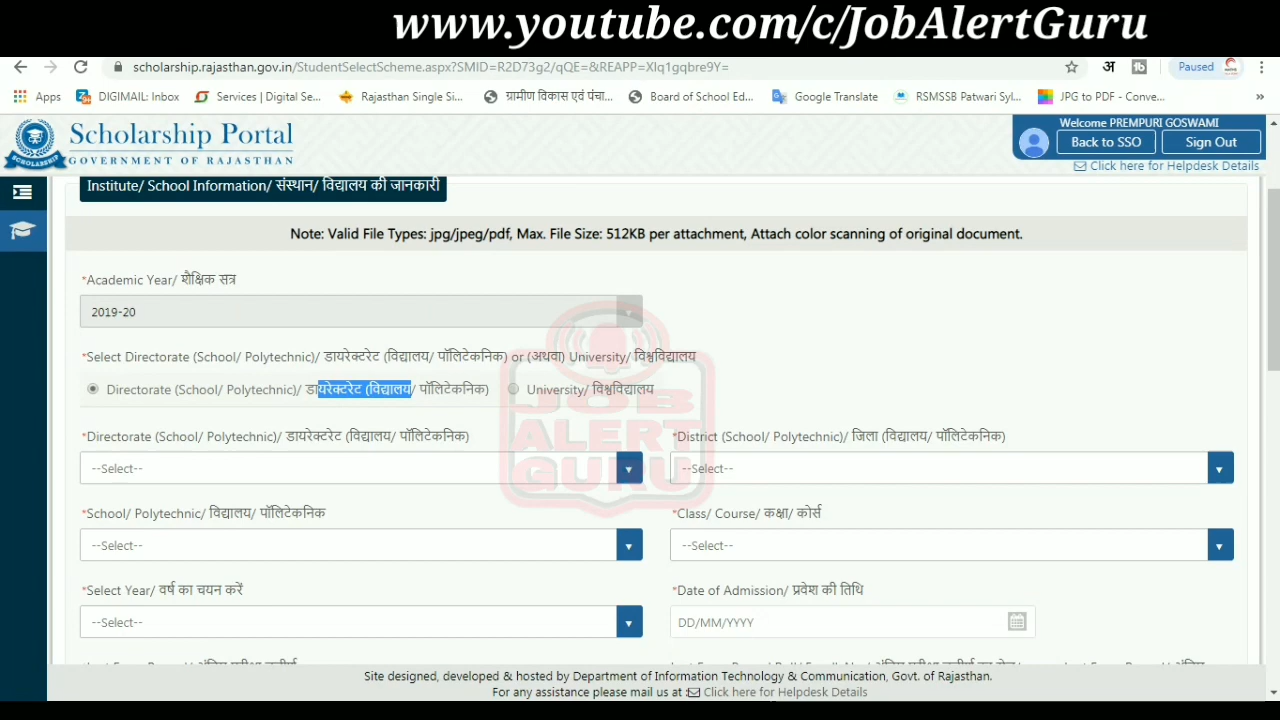 www.youtube.com/c/JobAlertGuru
scholarship.rajasthan.gov.in/StudentSelectScheme.aspx?SMID=R2D73g2/qQE=&REAPP=XIq1gqbre9Y=
अ
Paused
Apps
DIGIMAIL: Inbox
Services | Digital Se...
Rajasthan Single Si...
ग्रामीण विकास एवं पंचा...
Board of School Ed...
Google Translate
RSMSSB Patwari Syl...
JPG to PDF - Conve...
»
Scholarship Portal
GOVERNMENT OF RAJASTHAN
SCHOLARSHIP
Welcome PREMPURI GOSWAMI
Back to SSO
Sign Out
Click here for Helpdesk Details
Institute/ School Information/ संस्थान/ विद्यालय की जानकारी
Note: Valid File Types: jpg/jpeg/pdf, Max. File Size: 512KB per attachment, Attach color scanning of original document.
*Academic Year/ शैक्षिक सत्र
2019-20
*Select Directorate (School/ Polytechnic)/ डायरेक्टरेट (विद्यालय/ पॉलिटेकनिक) or (अथवा) University/ विश्वविद्यालय
Directorate (School/ Polytechnic)/ डायरेक्टरेट (विद्यालय/ पॉलिटेकनिक)
University/ विश्वविद्यालय
JOB
ALERT
GURU
*Directorate (School/ Polytechnic)/ डायरेक्टरेट (विद्यालय/ पॉलिटेकनिक)
*District (School/ Polytechnic)/ जिला (विद्यालय/ पॉलिटेकनिक)
--Select--
--Select--
*School/ Polytechnic/ विद्यालय/ पॉलिटेकनिक
*Class/ Course/ कक्षा/ कोर्स
--Select--
--Select--
*Select Year/ वर्ष का चयन करें
*Date of Admission/ प्रवेश की तिथि
--Select--
DD/MM/YYYY
Site designed, developed & hosted by Department of Information Technology & Communication, Govt. of Rajasthan.
For any assistance please mail us at : Click here for Helpdesk Details